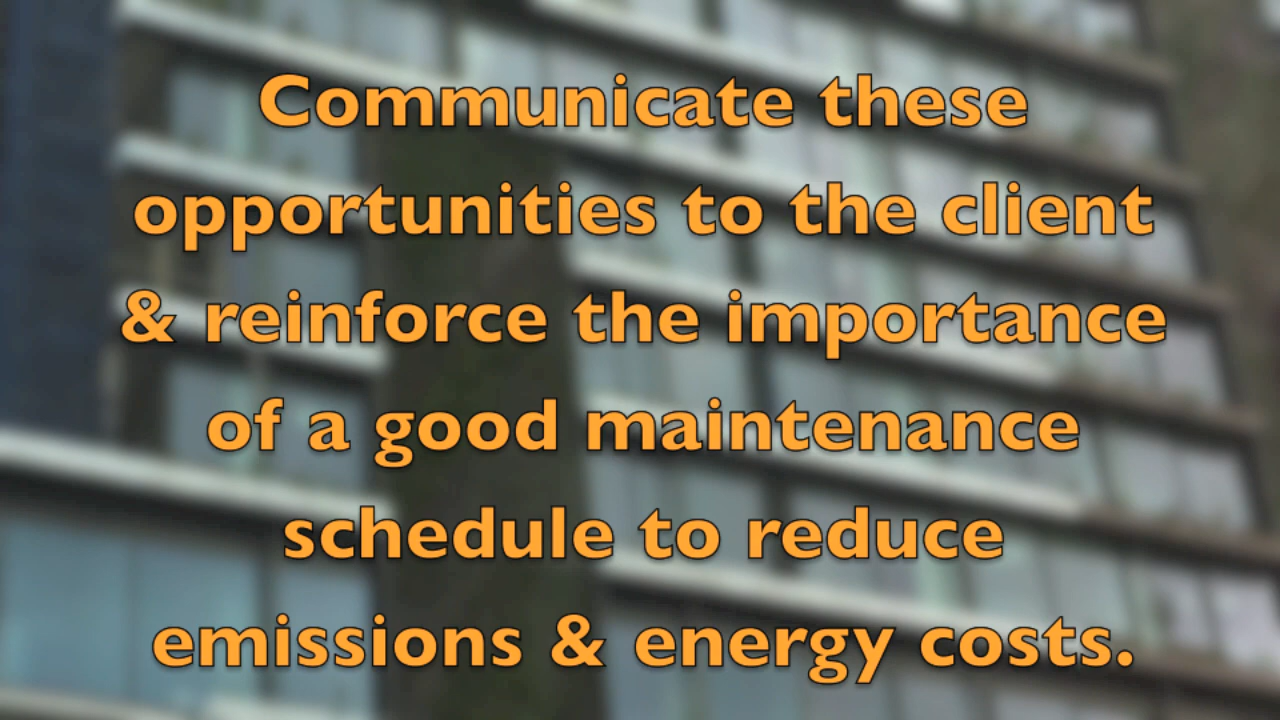 Communicate these
opportunities to the client
& reinforce the importance
of a good maintenance
schedule to reduce
emissions & energy costs.